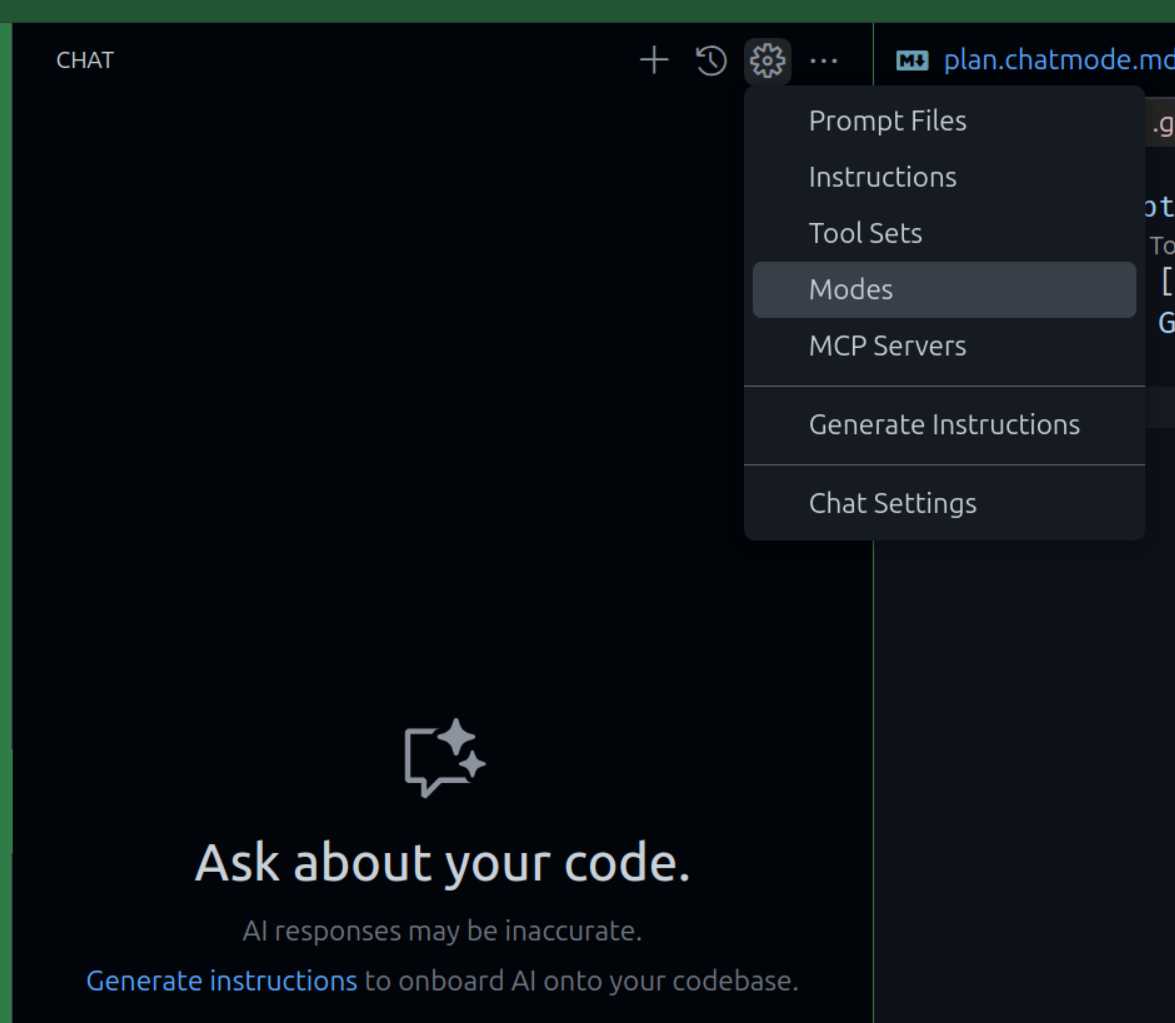 CHAT
M↓ plan.chatmode.md
Prompt Files
.g
Instructions
pt
Tool Sets
To
Modes
[
G
MCP Servers
Generate Instructions
Chat Settings
Ask about your code.
AI responses may be inaccurate.
Generate instructions to onboard AI onto your codebase.